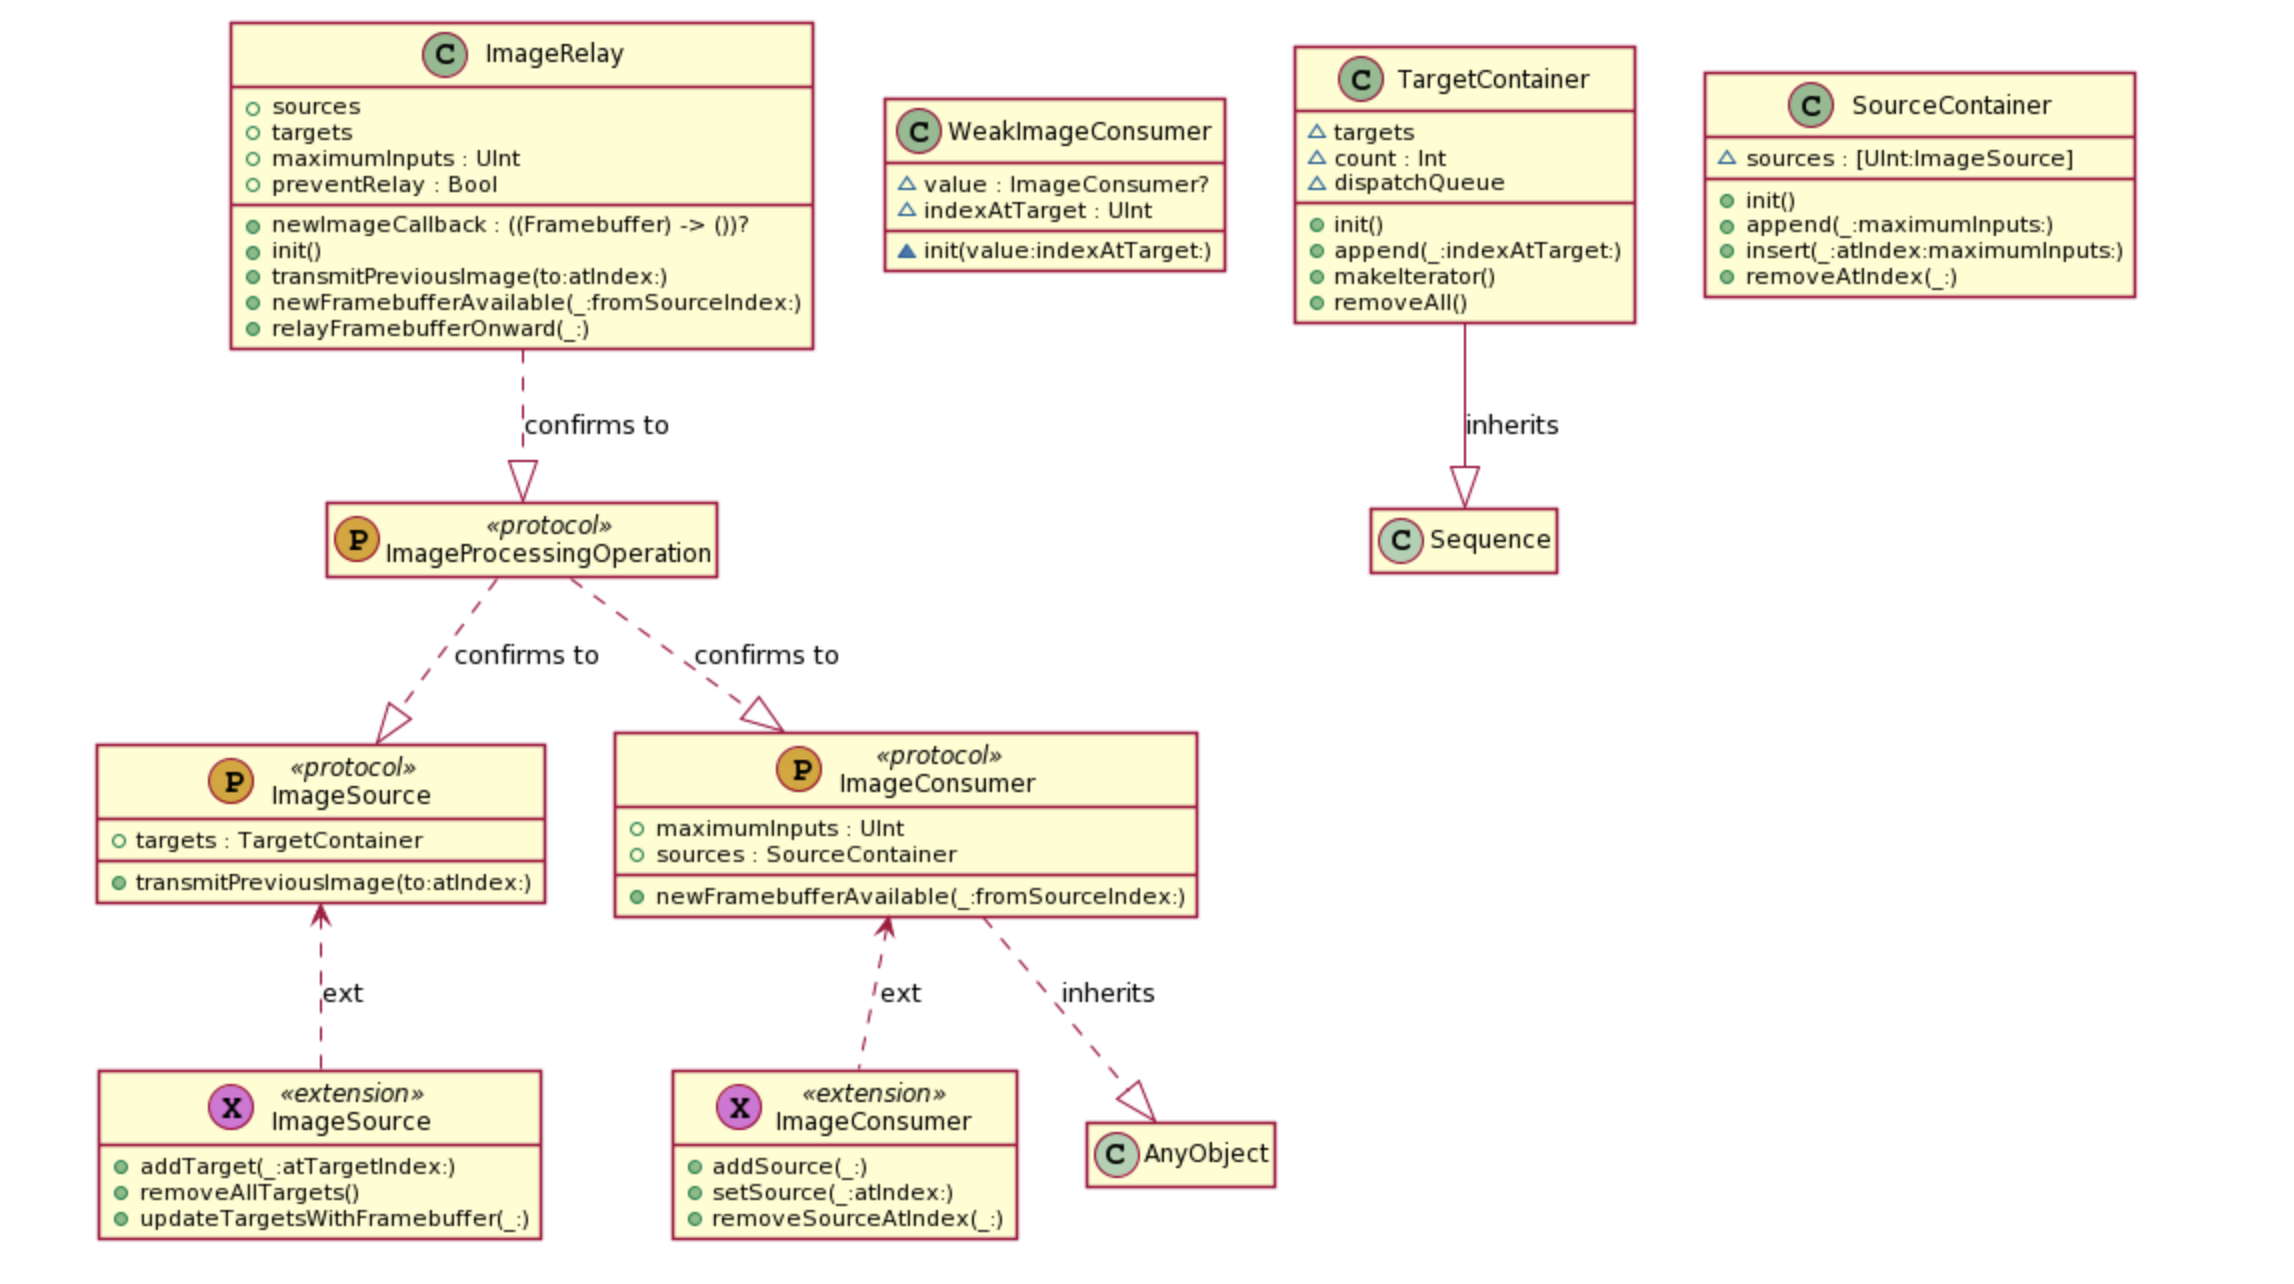 C ImageRelay
sources
targets
maximumInputs : UInt
preventRelay : Bool
newImageCallback : ((Framebuffer) -> ())?
init()
transmitPreviousImage(to:atIndex:)
newFramebufferAvailable(_:fromSourceIndex:)
relayFramebufferOnward(_:)
C WeakImageConsumer
value : ImageConsumer?
indexAtTarget : UInt
init(value:indexAtTarget:)
C TargetContainer
targets
count : Int
dispatchQueue
init()
append(_:indexAtTarget:)
makeIterator()
removeAll()
C SourceContainer
sources : [UInt:ImageSource]
init()
append(_:maximumInputs:)
insert(_:atIndex:maximumInputs:)
removeAtIndex(_:)
confirms to
inherits
«protocol»
P ImageProcessingOperation
C Sequence
confirms to
confirms to
«protocol»
P ImageSource
targets : TargetContainer
transmitPreviousImage(to:atIndex:)
«protocol»
P ImageConsumer
maximumInputs : UInt
sources : SourceContainer
newFramebufferAvailable(_:fromSourceIndex:)
ext
ext
inherits
«extension»
X ImageSource
addTarget(_:atTargetIndex:)
removeAllTargets()
updateTargetsWithFramebuffer(_:)
«extension»
X ImageConsumer
addSource(_:)
setSource(_:atIndex:)
removeSourceAtIndex(_:)
C AnyObject